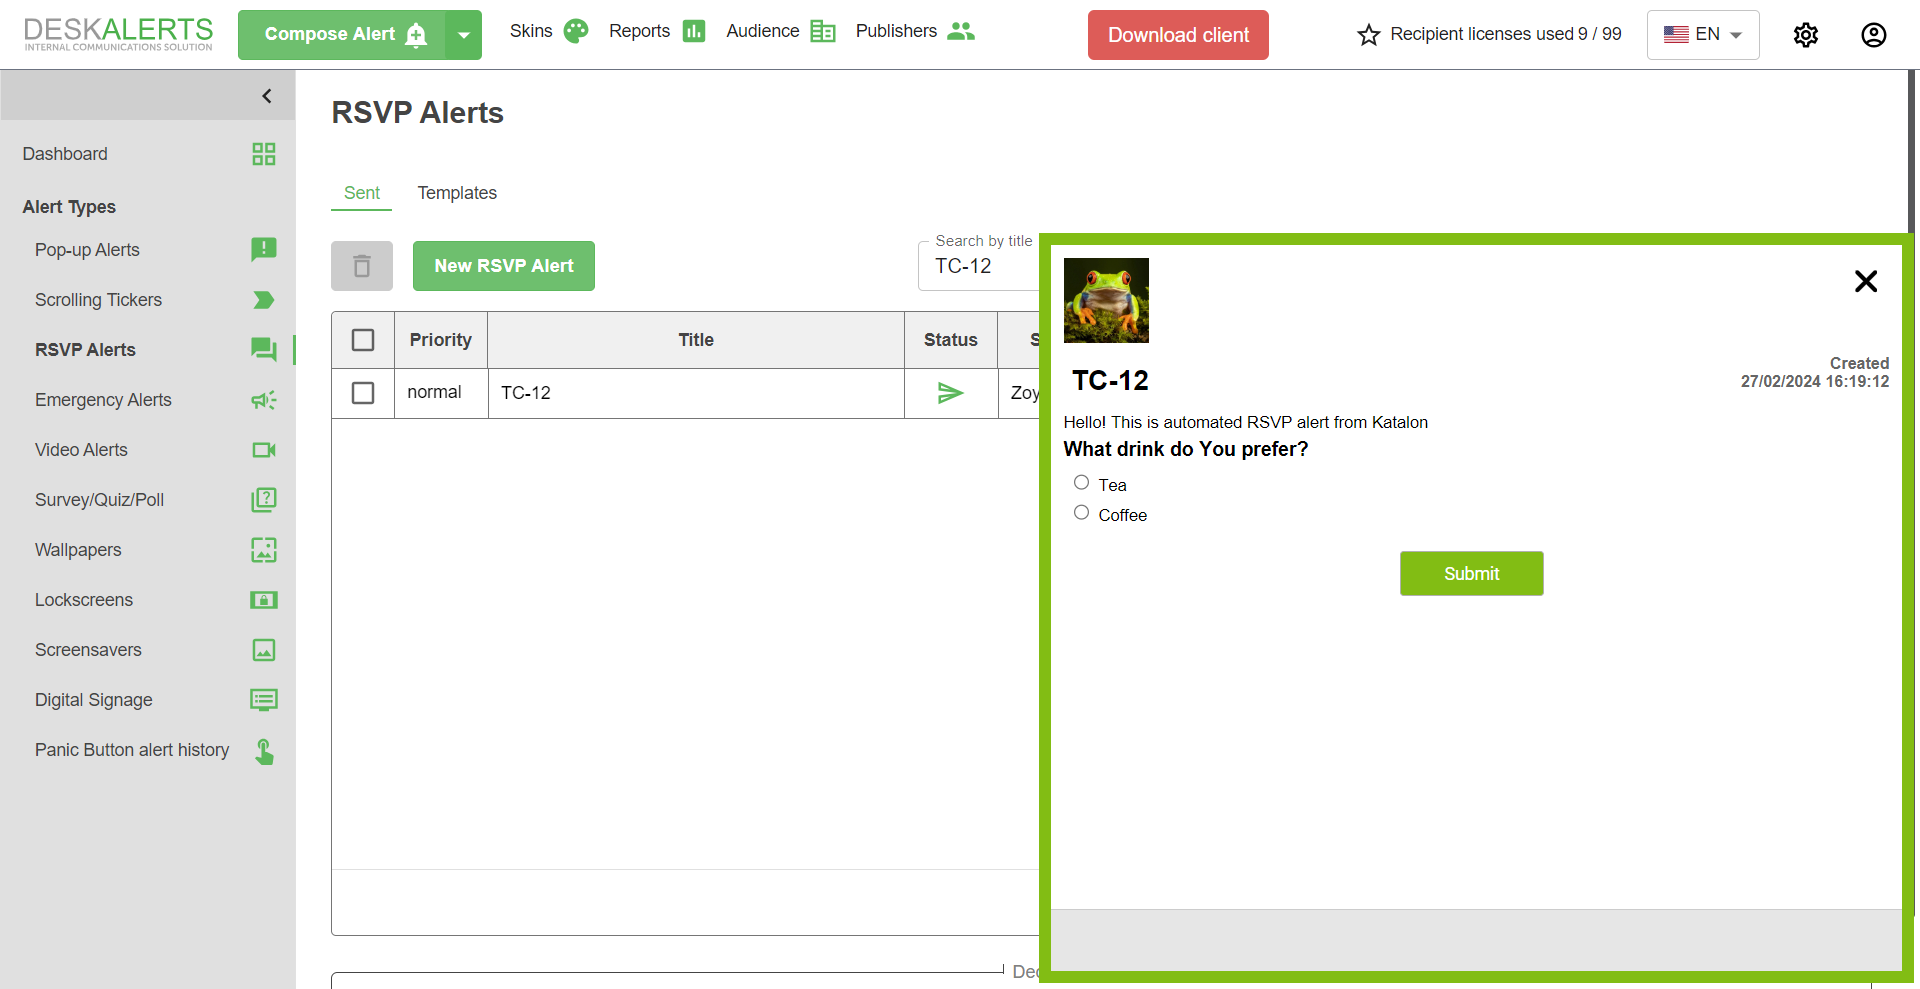 DESKALERTS
INTERNAL COMMUNICATIONS SOLUTION
Compose Alert
Skins
Reports
Audience
Publishers
Download client
Recipient licenses used 9 / 99
EN
Dashboard
Alert Types
Pop-up Alerts
Scrolling Tickers
RSVP Alerts
Emergency Alerts
Video Alerts
Survey/Quiz/Poll
Wallpapers
Lockscreens
Screensavers
Digital Signage
Panic Button alert history
RSVP Alerts
Sent
Templates
New RSVP Alert
Search by title
TC-12
Priority
Title
Status
S
normal
TC-12
Zoy
Dec
TC-12
Created
27/02/2024 16:19:12
Hello! This is automated RSVP alert from Katalon
What drink do You prefer?
Tea
Coffee
Submit